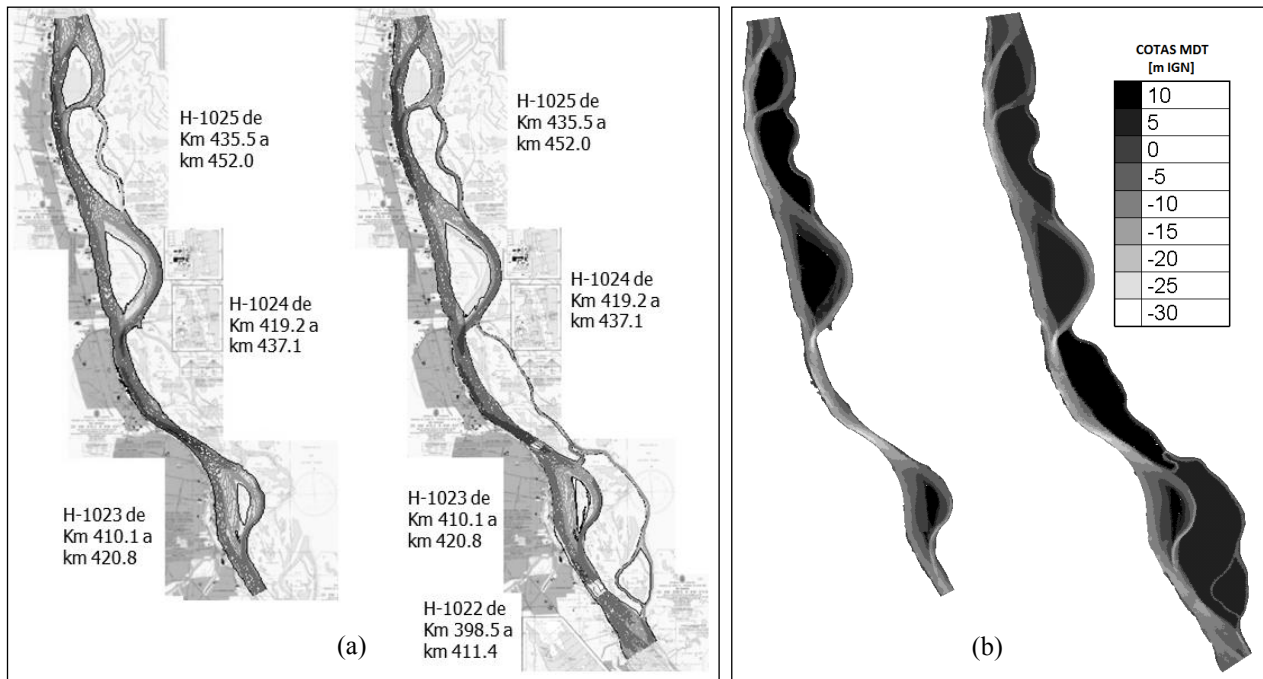 H-1025 de
Km 435.5 a
km 452.0
H-1024 de
Km 419.2 a
km 437.1
H-1023 de
Km 410.1 a
km 420.8
H-1025 de
Km 435.5 a
km 452.0
H-1024 de
Km 419.2 a
km 437.1
H-1023 de
Km 410.1 a
km 420.8
H-1022 de
Km 398.5 a
km 411.4
(a)
COTAS MDT
[m IGN]
10
5
0
-5
-10
-15
-20
-25
-30
(b)